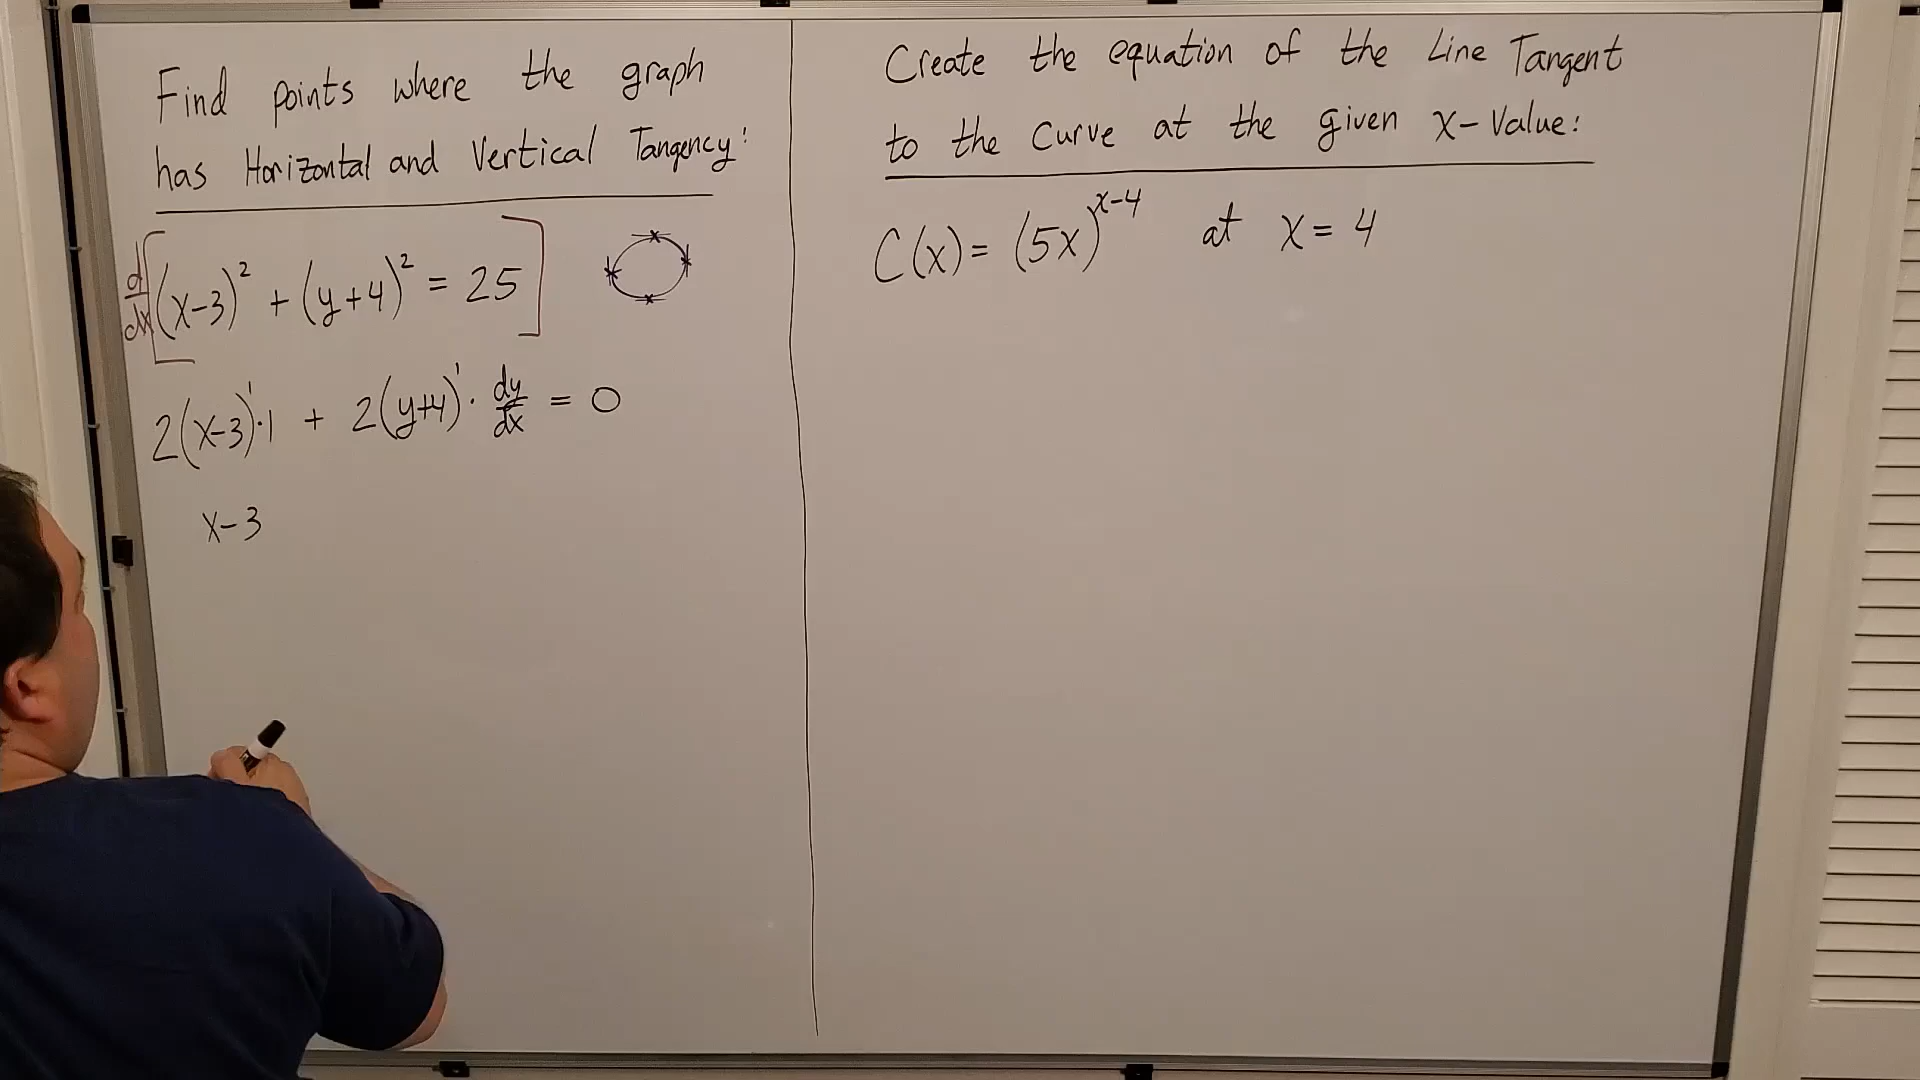 Find points where the graph
has Horizontal and Vertical Tangency:
d/dx [(x-3)² + (y+4)² = 25]
2(x-3)¹·1 + 2(y+4)¹ · dy/dx = 0
x-3
Create the equation of the Line Tangent
to the Curve at the given x-Value:
C(x) = (5x)^(x-4) at x = 4